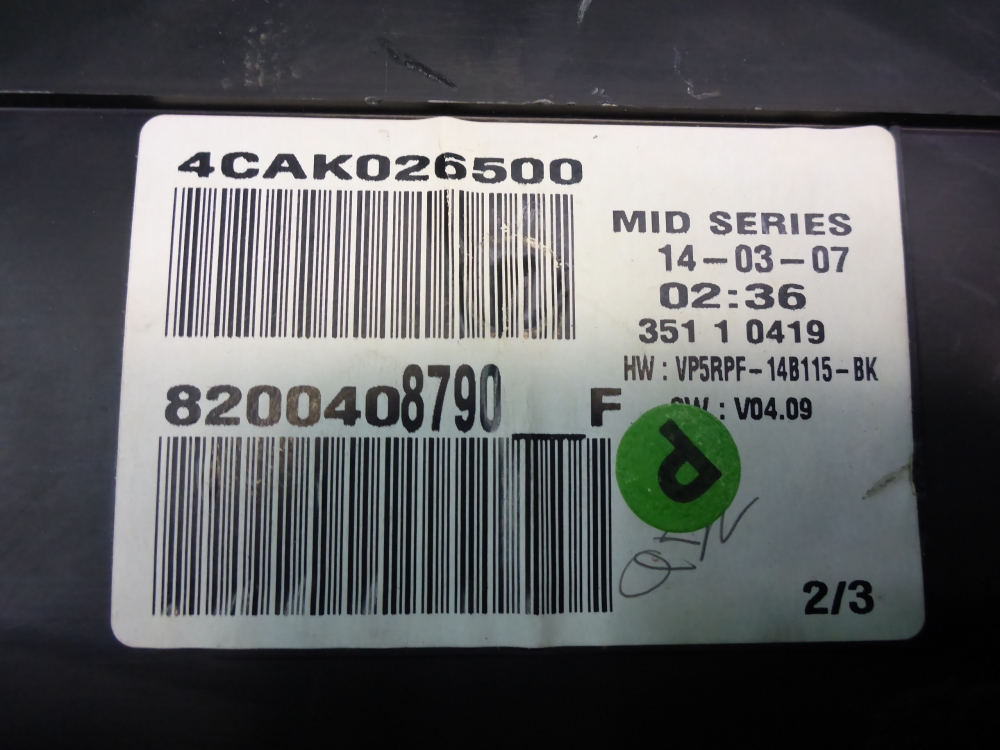 4CAK026500
MID SERIES
14-03-07
02:36
351 1 0419
HW : VP5RPF-14B115-BK
8200408790 F
SW : V04.09
P
2/3